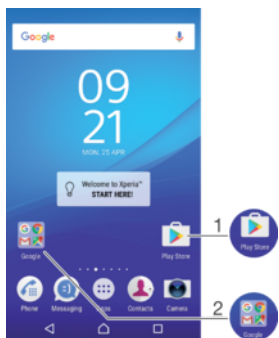 Google
09
21
MON, 25 APR
Welcome to Xperia™
START HERE!
Google
Play Store
1
Play Store
Phone
Messaging
Apps
Contacts
Camera
2
Google